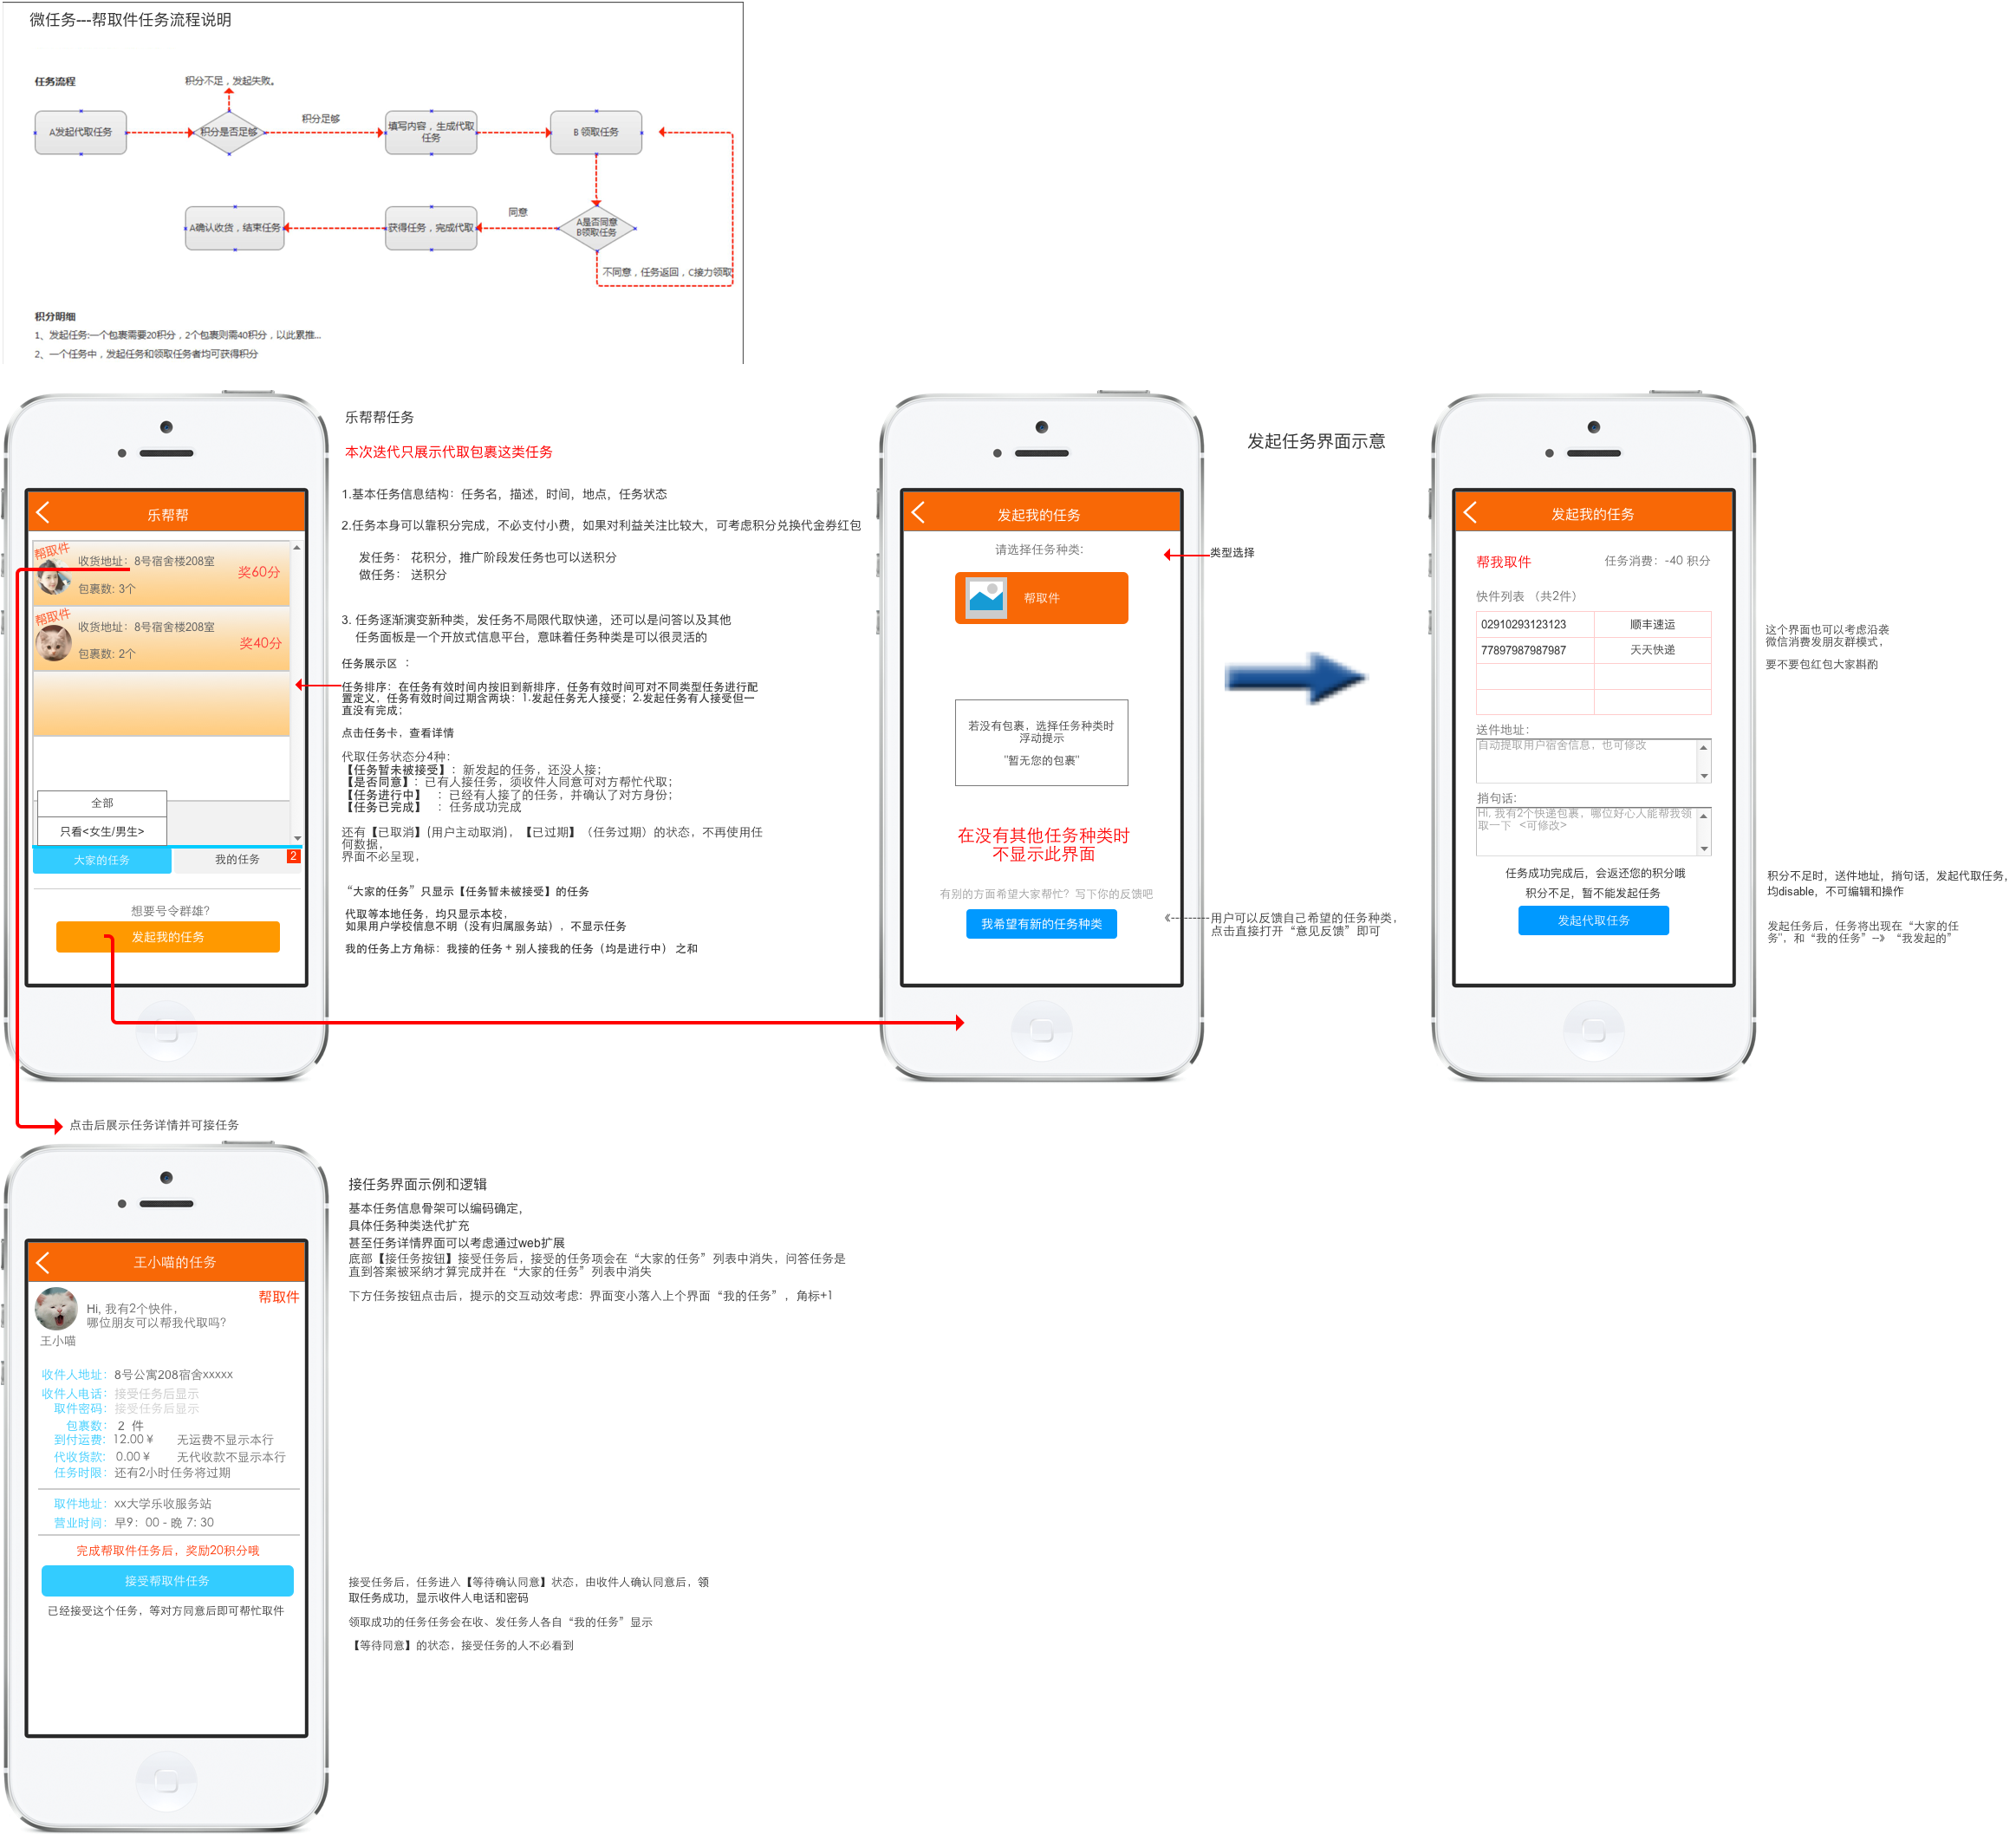 微任务---帮取件任务流程说明
任务流程
积分不足，发起失败。
A发起代取任务
积分是否足够
积分足够
填写内容，生成代取
任务
B 领取任务
A确认收货，结束任务
获得任务，完成代取
同意
A是否同意
B领取任务
不同意，任务返回，C接力领取
积分明细
1、发起任务:一个包裹需要20积分，2个包裹则需40积分，以此累推...
2、一个任务中，发起任务和领取任务者均可获得积分
乐帮帮
帮取件
收货地址：8号宿舍楼208室
包裹数: 3个
奖60分
帮取件
收货地址：8号宿舍楼208室
包裹数: 2个
奖40分
全部
只看<女生/男生>
大家的任务
我的任务
2
想要号令群雄?
发起我的任务
乐帮帮任务
本次迭代只展示代取包裹这类任务
1.基本任务信息结构：任务名，描述，时间，地点，任务状态
2.任务本身可以靠积分完成，不必支付小费，如果对利益关注比较大，可考虑积分兑换代金券红包
发任务： 花积分，推广阶段发任务也可以送积分
做任务： 送积分
3. 任务逐渐演变新种类，发任务不局限代取快递，还可以是问答以及其他
任务面板是一个开放式信息平台，意味着任务种类是可以很灵活的
任务展示区 ：
任务排序：在任务有效时间内按旧到新排序，任务有效时间可对不同类型任务进行配
置定义，任务有效时间过期含两块：1.发起任务无人接受；2.发起任务有人接受但一
直没有完成；
点击任务卡，查看详情
代取任务状态分4种：
【任务暂未被接受】：新发起的任务，还没人接；
【是否同意】：已有人接任务，须收件人同意可对方帮忙代取；
【任务进行中】 ：已经有人接了的任务，并确认了对方身份；
【任务已完成】 ：任务成功完成
还有【已取消】(用户主动取消)，【已过期】（任务过期）的状态，不再使用任
何数据，
界面不必呈现，
“大家的任务”只显示【任务暂未被接受】的任务
代取等本地任务，均只显示本校，
如果用户学校信息不明（没有归属服务站），不显示任务
我的任务上方角标：我接的任务 + 别人接我的任务（均是进行中） 之和
发起我的任务
请选择任务种类:
帮取件
若没有包裹，选择任务种类时
浮动提示
"暂无您的包裹"
在没有其他任务种类时
不显示此界面
有别的方面希望大家帮忙？写下你的反馈吧
我希望有新的任务种类
类型选择
《---------用户可以反馈自己希望的任务种类，
点击直接打开“意见反馈”即可
发起任务界面示意
发起我的任务
帮我取件
任务消费：-40 积分
快件列表 （共2件）
02910293123123
顺丰速运
77897987987987
天天快递
送件地址:
自动提取用户宿舍信息，也可修改
捎句话:
Hi, 我有2个快递包裹，哪位好心人能帮我领
取一下 <可修改>
任务成功完成后，会返还您的积分哦
积分不足，暂不能发起任务
发起代取任务
这个界面也可以考虑沿袭
微信消费发朋友群模式，
要不要包红包大家斟酌
积分不足时，送件地址，捎句话，发起代取任务，
均disable，不可编辑和操作
发起任务后，任务将出现在“大家的任
务”，和“我的任务”--》 “我发起的”
点击后展示任务详情并可接任务
王小喵的任务
帮取件
Hi, 我有2个快件，
哪位朋友可以帮我代取吗?
王小喵
收件人地址：8号公寓208宿舍xxxxx
收件人电话：接受任务后显示
取件密码：接受任务后显示
包裹数： 2 件
到付运费：12.00 ¥ 无运费不显示本行
代收货款: 0.00 ¥ 无代收款不显示本行
任务时限：还有2小时任务将过期
取件地址：xx大学乐收服务站
营业时间：早9：00 - 晚 7: 30
完成帮取件任务后，奖励20积分哦
接受帮取件任务
已经接受这个任务，等对方同意后即可帮忙取件
接任务界面示例和逻辑
基本任务信息骨架可以编码确定，
具体任务种类迭代扩充
甚至任务详情界面可以考虑通过web扩展
底部【接任务按钮】接受任务后，接受的任务项会在“大家的任务”列表中消失，问答任务是
直到答案被采纳才算完成并在“大家的任务”列表中消失
下方任务按钮点击后，提示的交互动效考虑: 界面变小落人上个界面“我的任务”，角标+1
接受任务后，任务进入【等待确认同意】状态，由收件人确认同意后，领
取任务成功，显示收件人电话和密码
领取成功的任务任务会在收、发任务人各自“我的任务”显示
【等待同意】的状态，接受任务的人不必看到